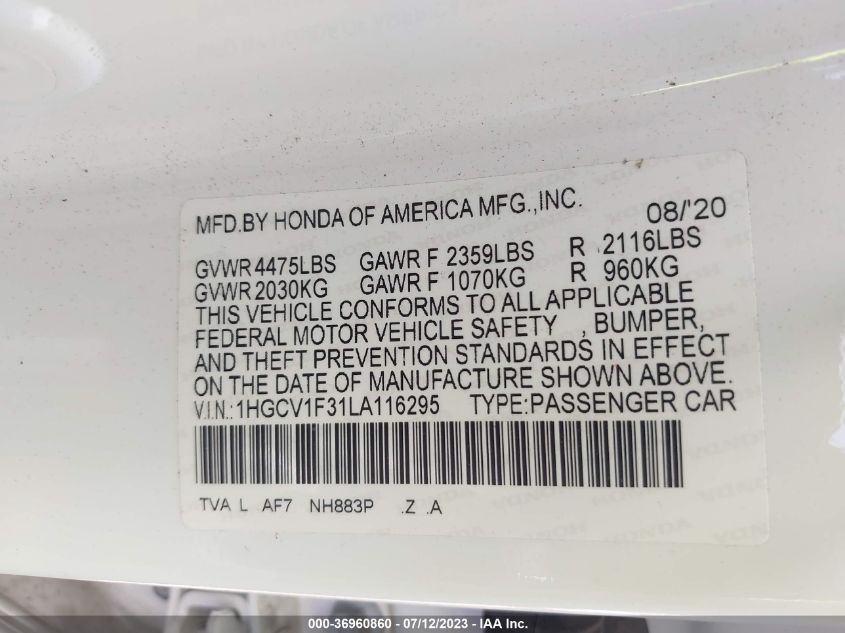 MFD.BY HONDA OF AMERICA MFG.,INC. 08/'20
GVWR 4475LBS GAWR F 2359LBS R .2116LBS
GVWR 2030KG GAWR F 1070KG R 960KG
THIS VEHICLE CONFORMS TO ALL APPLICABLE
FEDERAL MOTOR VEHICLE SAFETY , BUMPER,
AND THEFT PREVENTION STANDARDS IN EFFECT
ON THE DATE OF MANUFACTURE SHOWN ABOVE.
V.I.N.:1HGCV1F31LA116295 TYPE:PASSENGER CAR
TVA L AF7 NH883P .Z .A
000-36960860 - 07/12/2023 - IAA Inc.